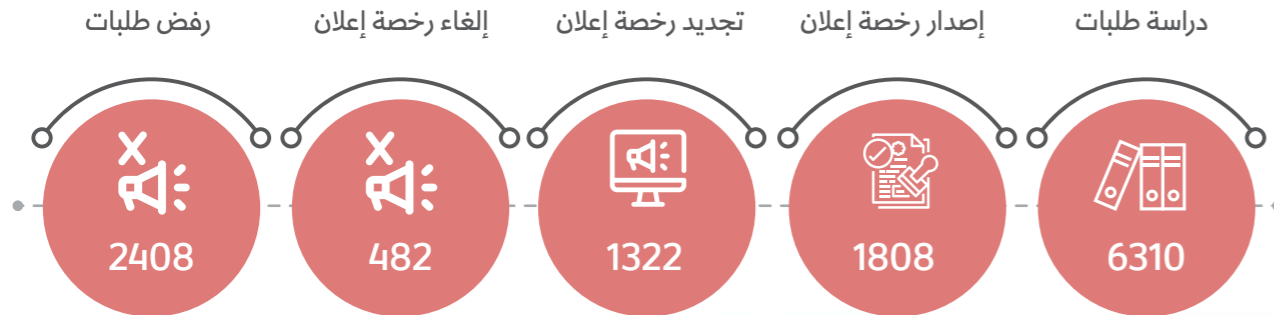 دراسة طلبات
إصدار رخصة إعلان
تجديد رخصة إعلان
إلغاء رخصة إعلان
رفض طلبات
6310
1808
1322
482
2408